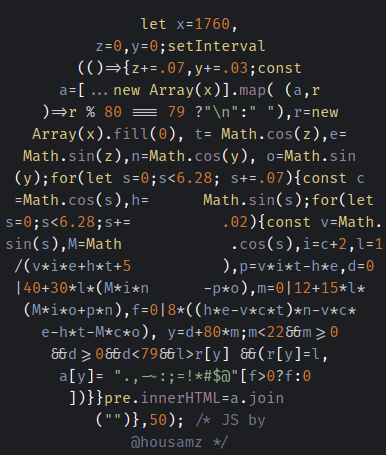 let x=1760,
z=0,y=0;setInterval
(()=>{z+=.07,y+=.03;const
a=[...new Array(x)].map( (a,r
)=>r % 80 === 79 ?"\n":" "),r=new
Array(x).fill(0), t= Math.cos(z),e=
Math.sin(z),n=Math.cos(y), o=Math.sin
(y);for(let s=0;s<6.28; s+=.07){const c
=Math.cos(s),h= Math.sin(s);for(let
s=0;s<6.28;s+= .02){const v=Math.
sin(s),M=Math .cos(s),i=c+2,l=1
/(v*i*e+h*t+5 ),p=v*i*t-h*e,d=0
|40+30*l*(M*i*n -p*o),m=0|12+15*l*
(M*i*o+p*n),f=0|8*((h*e-v*c*t)*n-v*c*
e-h*t-M*c*o), y=d+80*m;m<22&&m>=0
&&d>=0&&d<79&&l>r[y] &&(r[y]=l,
a[y]= ".,-~:;=!*#$@"[f>0?f:0
])}}pre.innerHTML=a.join
("")},50); /* JS by
@housamz */